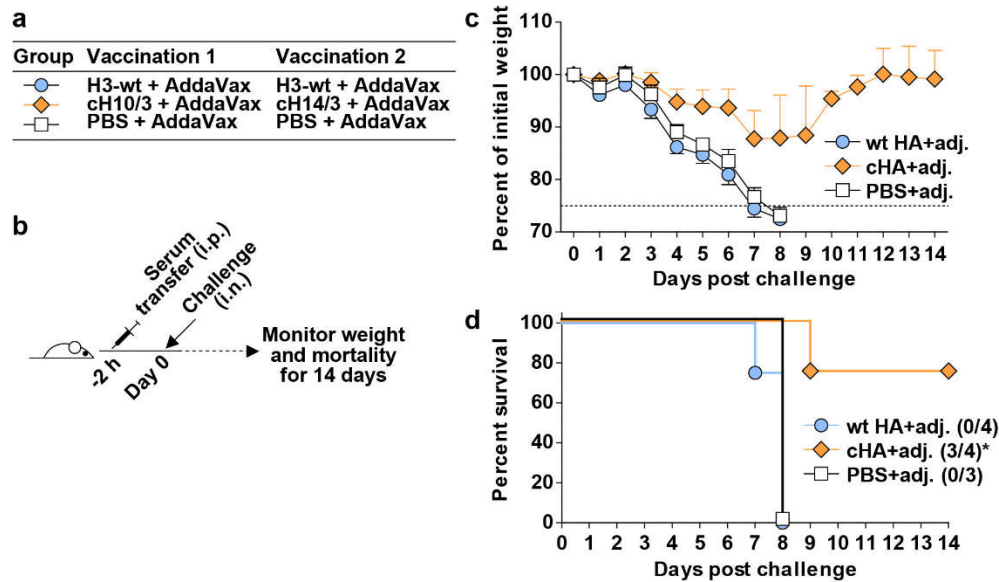 a
Group Vaccination 1 Vaccination 2
H3-wt + AddaVax H3-wt + AddaVax
cH10/3 + AddaVax cH14/3 + AddaVax
PBS + AddaVax PBS + AddaVax
b
Serum
transfer (i.p.)
Challenge
(i.n.)
-2 h
Day 0
Monitor weight
and mortality
for 14 days
c
Percent of initial weight
110
100
90
80
70
wt HA+adj.
cHA+adj.
PBS+adj.
0 1 2 3 4 5 6 7 8 9 10 11 12 13 14
Days post challenge
d
Percent survival
100
80
60
40
20
0
wt HA+adj. (0/4)
cHA+adj. (3/4)*
PBS+adj. (0/3)
0 1 2 3 4 5 6 7 8 9 10 11 12 13 14
Days post challenge